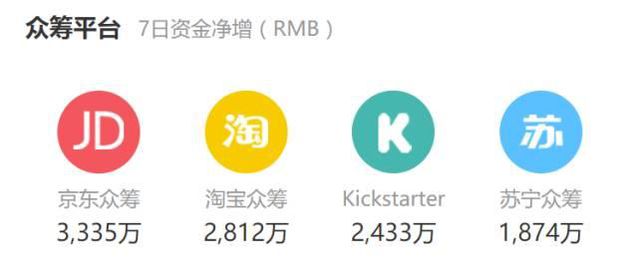 众筹平台 7日资金净增（RMB）
JD 淘 K 苏
京东众筹 淘宝众筹 Kickstarter 苏宁众筹
3,335万 2,812万 2,433万 1,874万